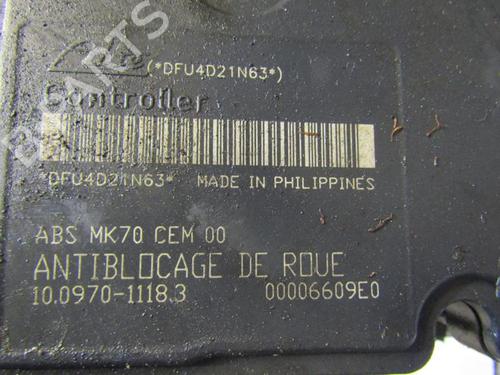 (*DFU4D21N63*)
Controller
*DFU4D21N63* MADE IN PHILIPPINES
ABS MK70 CEM 00
ANTIBLOCAGE DE ROUE
10.0970-1118.3 00006609E0